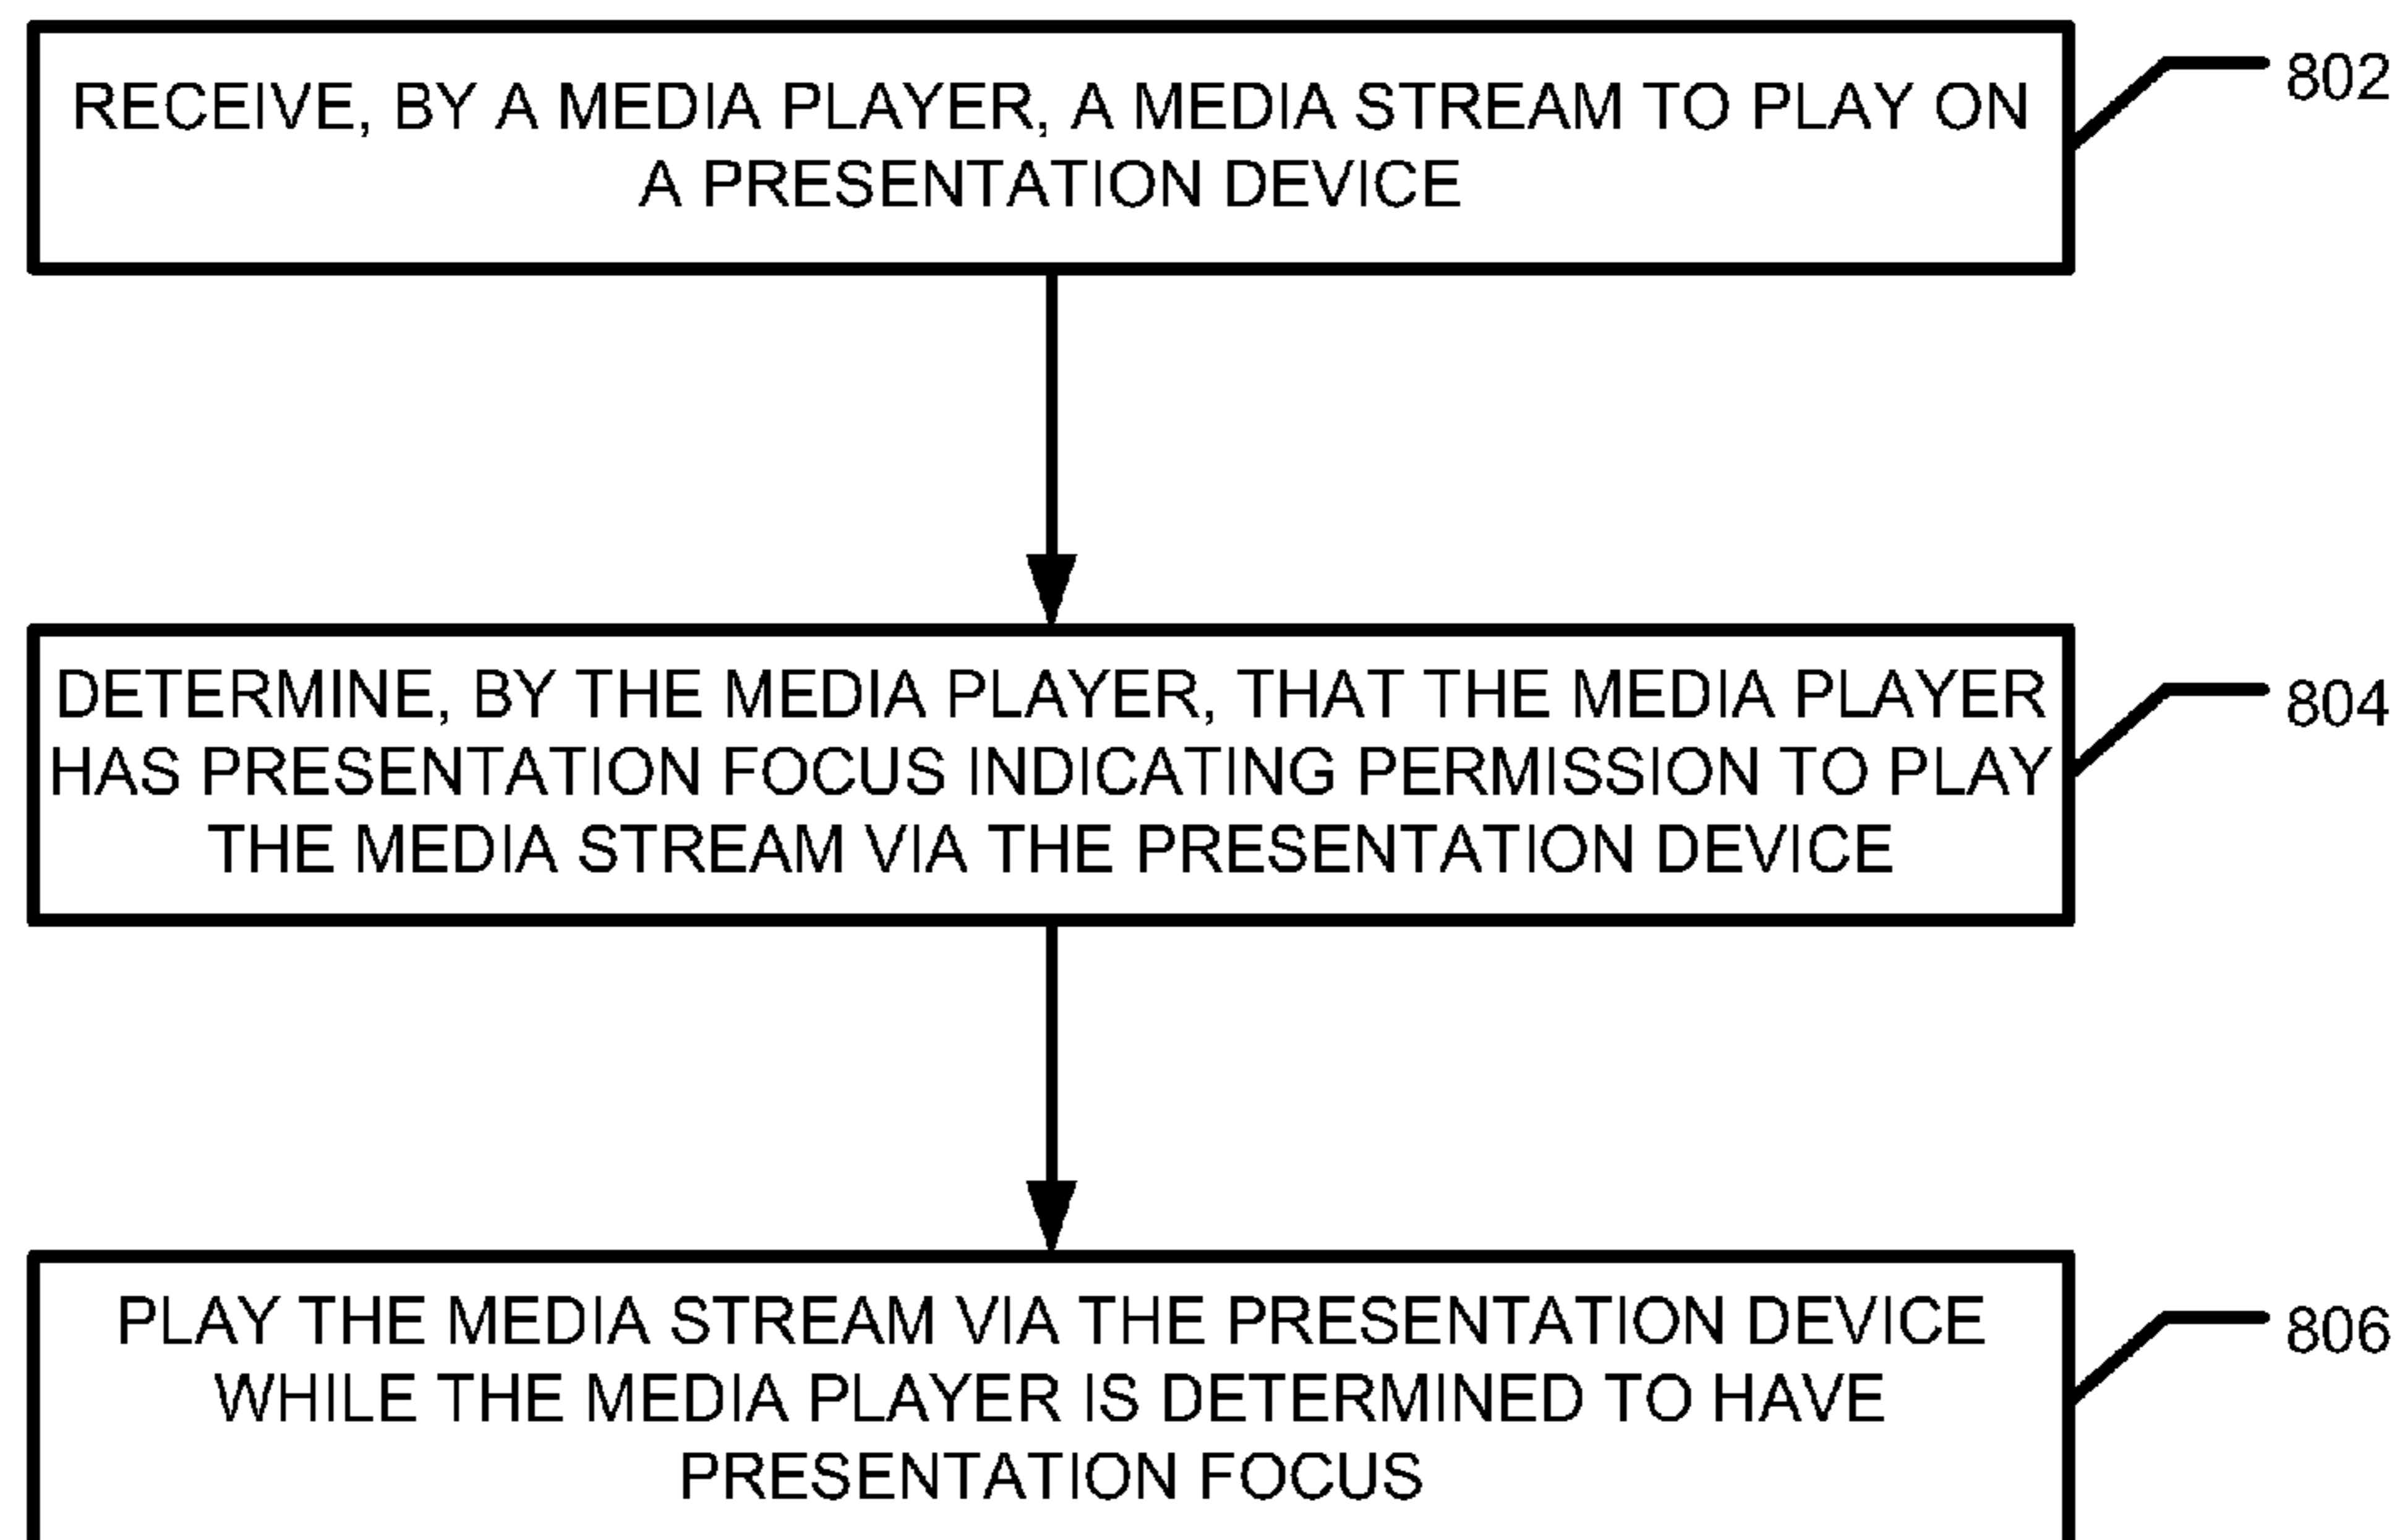 RECEIVE, BY A MEDIA PLAYER, A MEDIA STREAM TO PLAY ON
A PRESENTATION DEVICE
802
DETERMINE, BY THE MEDIA PLAYER, THAT THE MEDIA PLAYER
HAS PRESENTATION FOCUS INDICATING PERMISSION TO PLAY
THE MEDIA STREAM VIA THE PRESENTATION DEVICE
804
PLAY THE MEDIA STREAM VIA THE PRESENTATION DEVICE
WHILE THE MEDIA PLAYER IS DETERMINED TO HAVE
PRESENTATION FOCUS
806